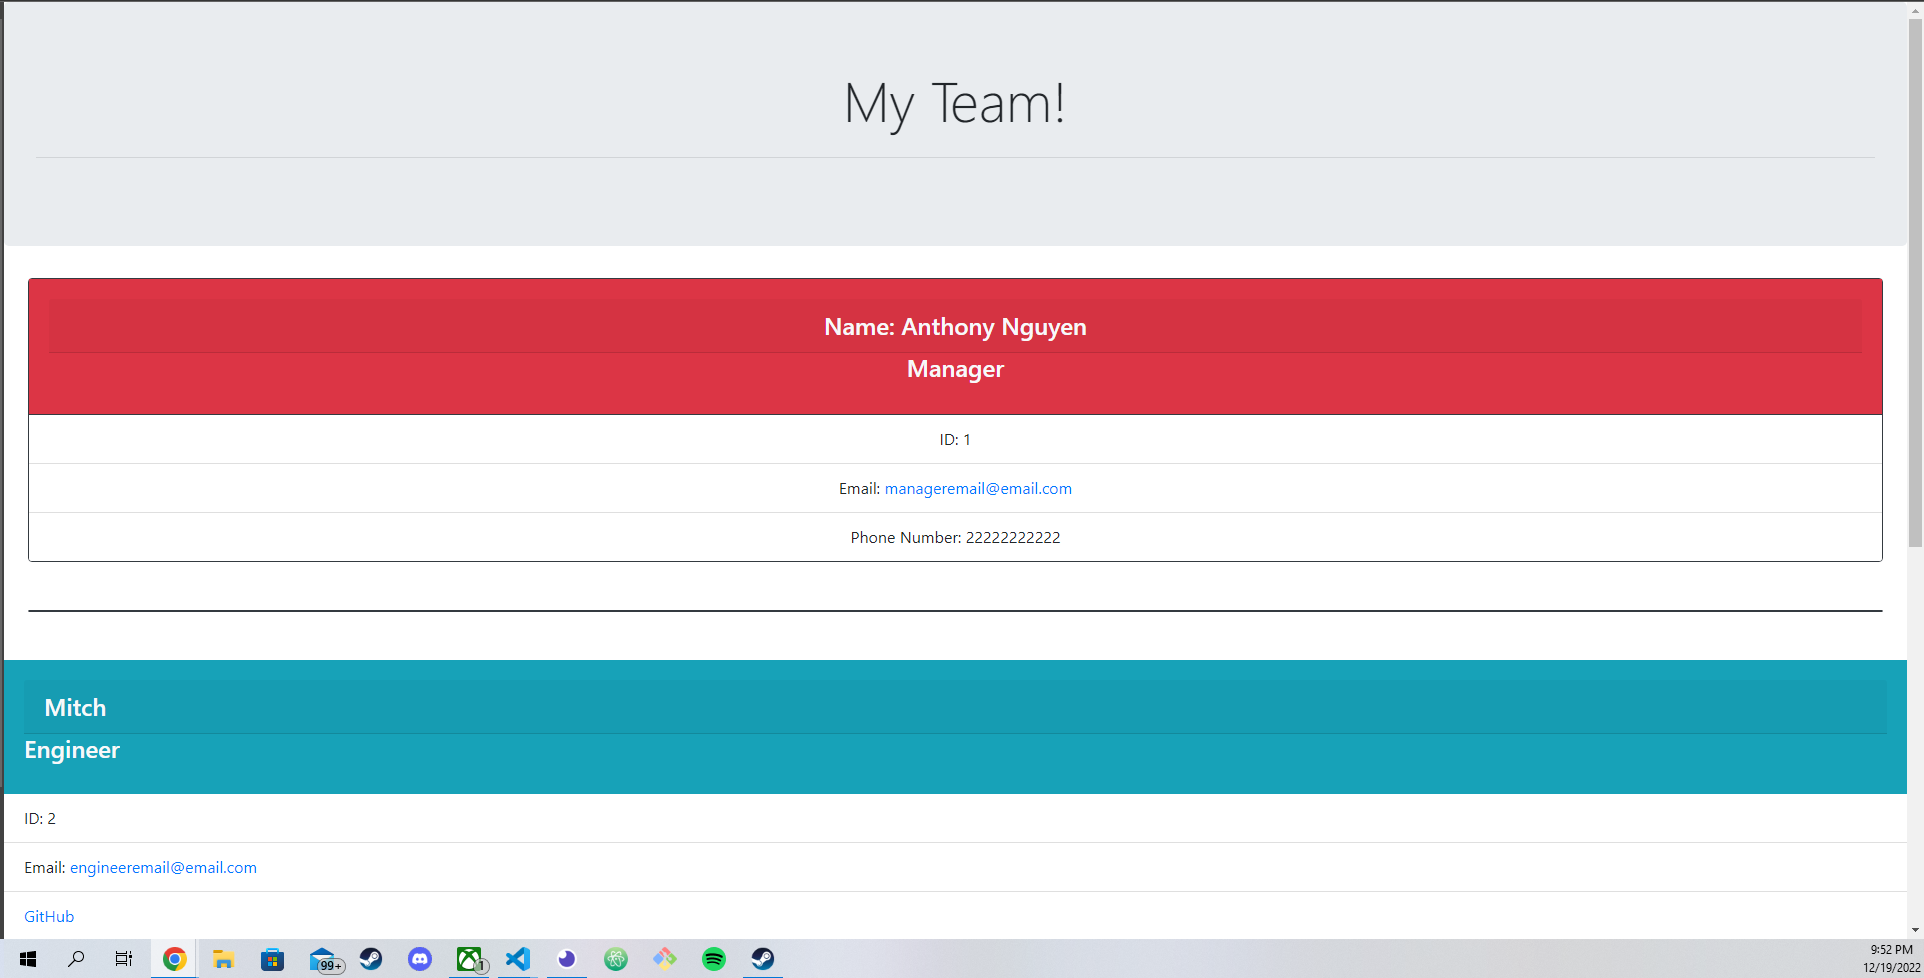 My Team!
Name: Anthony Nguyen
Manager
ID: 1
Email: manageremail@email.com
Phone Number: 22222222222
Mitch
Engineer
ID: 2
Email: engineeremail@email.com
GitHub
99+
1
9:52 PM
12/19/2022